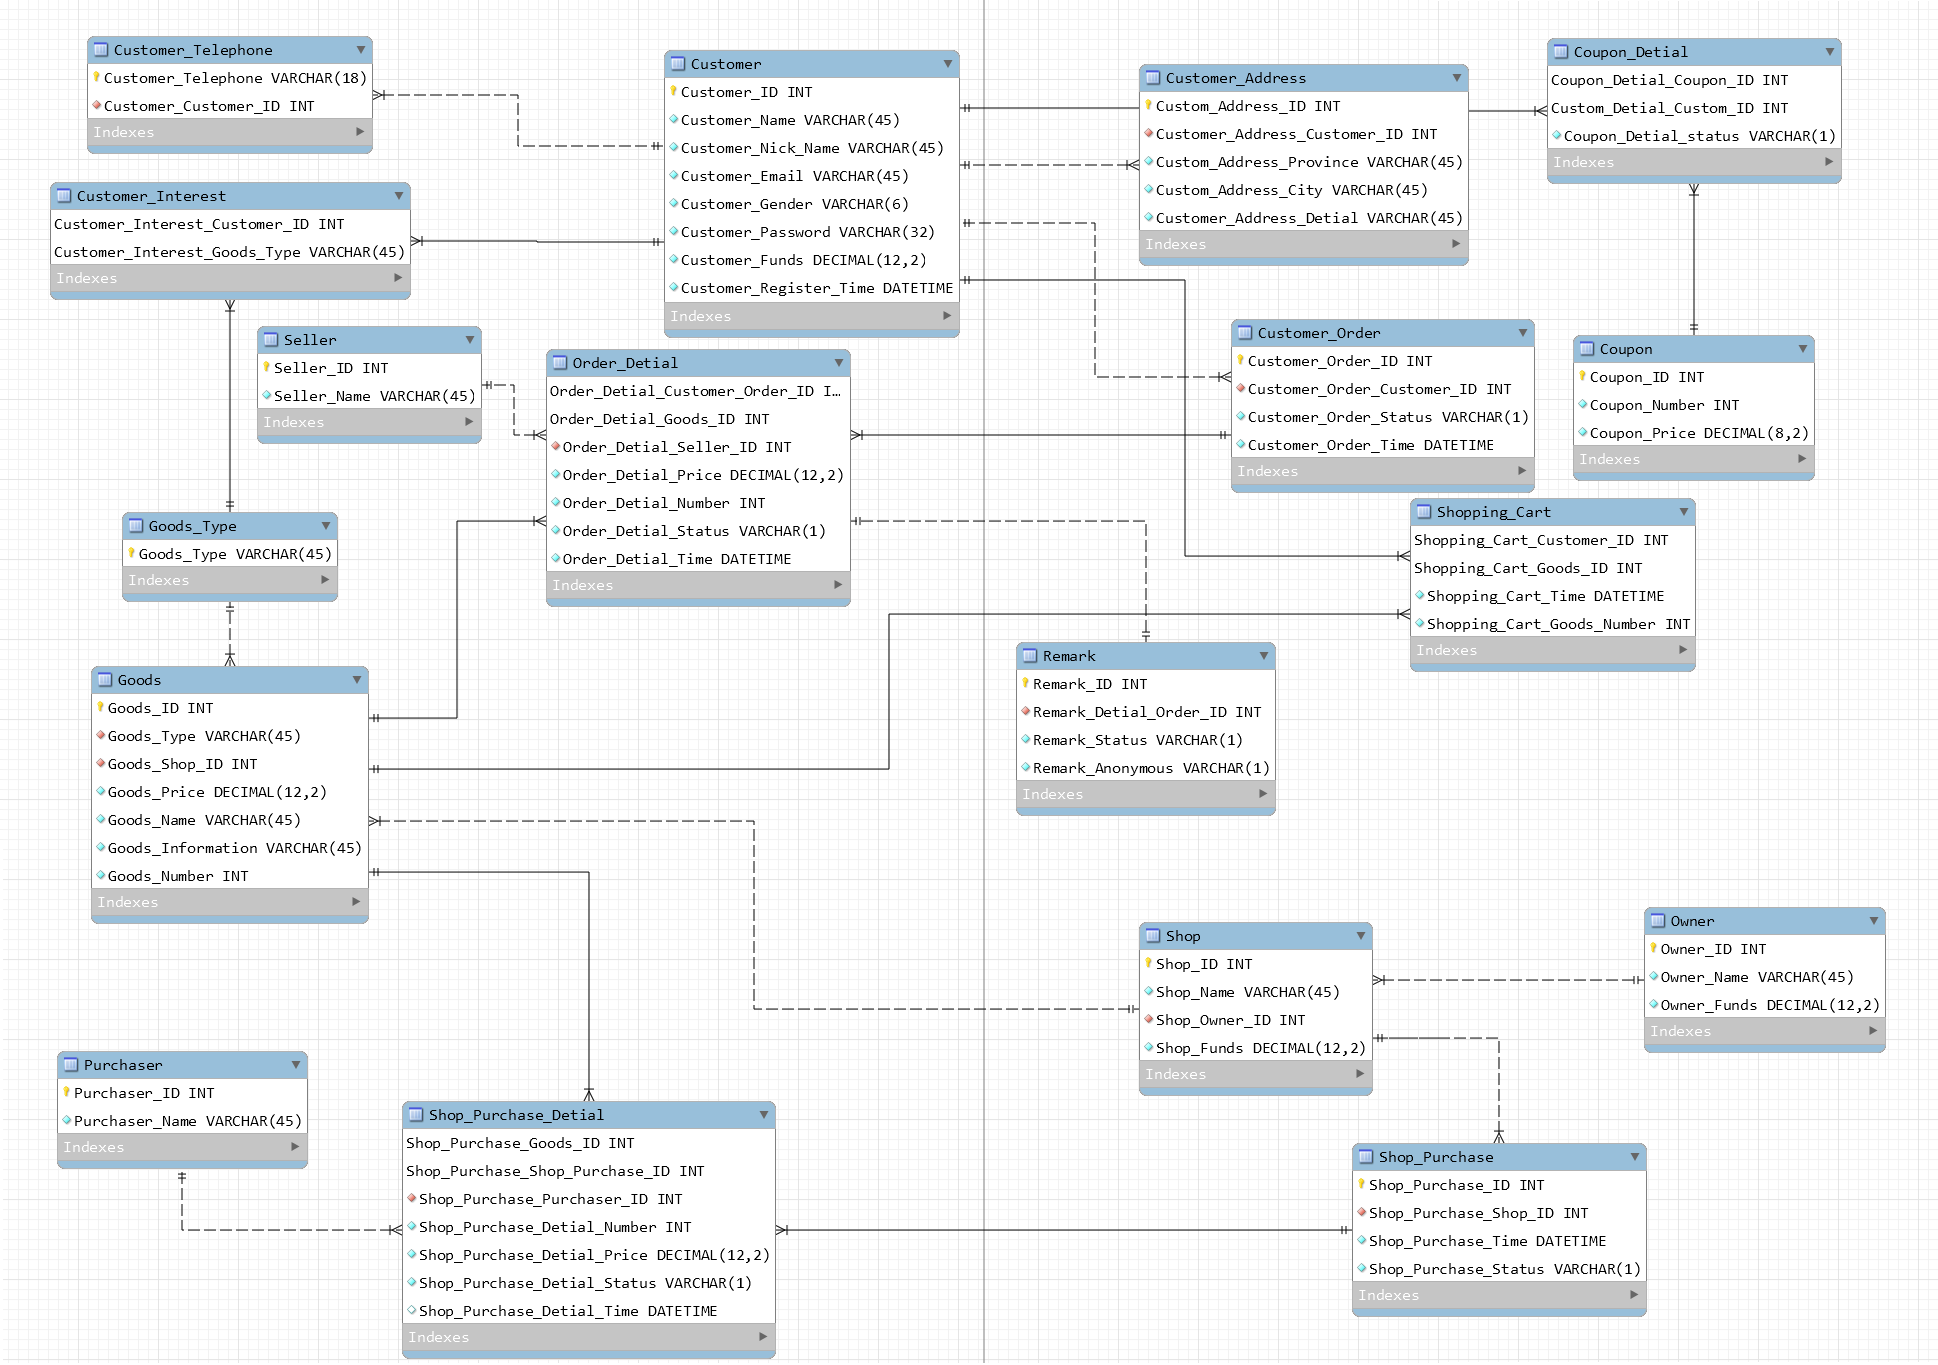 Customer_Telephone
Customer_Telephone VARCHAR(18)
Customer_Customer_ID INT
Indexes
Customer
Customer_ID INT
Customer_Name VARCHAR(45)
Customer_Nick_Name VARCHAR(45)
Customer_Email VARCHAR(45)
Customer_Gender VARCHAR(6)
Customer_Password VARCHAR(32)
Customer_Funds DECIMAL(12,2)
Customer_Register_Time DATETIME
Indexes
Customer_Address
Custom_Address_ID INT
Customer_Address_Customer_ID INT
Custom_Address_Province VARCHAR(45)
Custom_Address_City VARCHAR(45)
Customer_Address_Detial VARCHAR(45)
Indexes
Coupon_Detial
Coupon_Detial_Coupon_ID INT
Custom_Detial_Custom_ID INT
Coupon_Detial_status VARCHAR(1)
Indexes
Customer_Interest
Customer_Interest_Customer_ID INT
Customer_Interest_Goods_Type VARCHAR(45)
Indexes
Seller
Seller_ID INT
Seller_Name VARCHAR(45)
Indexes
Order_Detial
Order_Detial_Customer_Order_ID I...
Order_Detial_Goods_ID INT
Order_Detial_Seller_ID INT
Order_Detial_Price DECIMAL(12,2)
Order_Detial_Number INT
Order_Detial_Status VARCHAR(1)
Order_Detial_Time DATETIME
Indexes
Customer_Order
Customer_Order_ID INT
Customer_Order_Customer_ID INT
Customer_Order_Status VARCHAR(1)
Customer_Order_Time DATETIME
Indexes
Coupon
Coupon_ID INT
Coupon_Number INT
Coupon_Price DECIMAL(8,2)
Indexes
Goods_Type
Goods_Type VARCHAR(45)
Indexes
Shopping_Cart
Shopping_Cart_Customer_ID INT
Shopping_Cart_Goods_ID INT
Shopping_Cart_Time DATETIME
Shopping_Cart_Goods_Number INT
Indexes
Goods
Goods_ID INT
Goods_Type VARCHAR(45)
Goods_Shop_ID INT
Goods_Price DECIMAL(12,2)
Goods_Name VARCHAR(45)
Goods_Information VARCHAR(45)
Goods_Number INT
Indexes
Remark
Remark_ID INT
Remark_Detial_Order_ID INT
Remark_Status VARCHAR(1)
Remark_Anonymous VARCHAR(1)
Indexes
Shop
Shop_ID INT
Shop_Name VARCHAR(45)
Shop_Owner_ID INT
Shop_Funds DECIMAL(12,2)
Indexes
Owner
Owner_ID INT
Owner_Name VARCHAR(45)
Owner_Funds DECIMAL(12,2)
Indexes
Purchaser
Purchaser_ID INT
Purchaser_Name VARCHAR(45)
Indexes
Shop_Purchase_Detial
Shop_Purchase_Goods_ID INT
Shop_Purchase_Shop_Purchase_ID INT
Shop_Purchase_Purchaser_ID INT
Shop_Purchase_Detial_Number INT
Shop_Purchase_Detial_Price DECIMAL(12,2)
Shop_Purchase_Detial_Status VARCHAR(1)
Shop_Purchase_Detial_Time DATETIME
Indexes
Shop_Purchase
Shop_Purchase_ID INT
Shop_Purchase_Shop_ID INT
Shop_Purchase_Time DATETIME
Shop_Purchase_Status VARCHAR(1)
Indexes